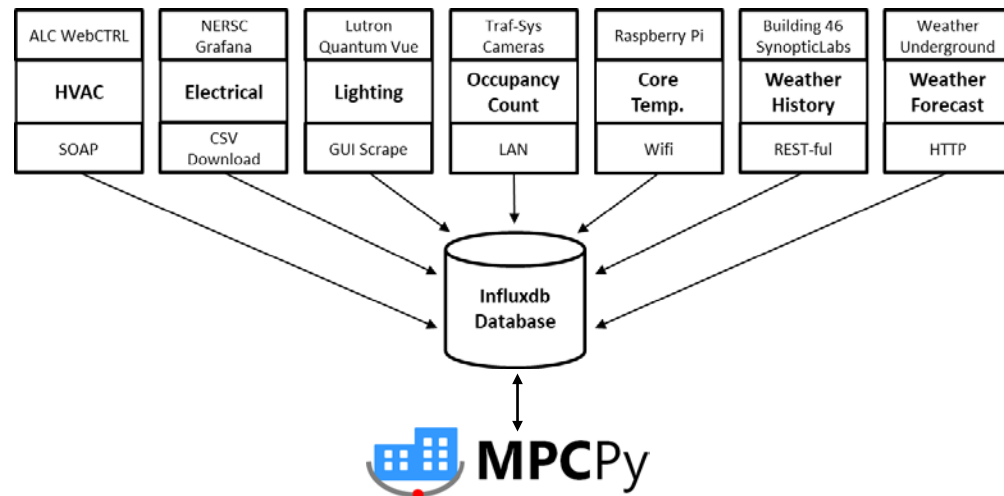 ALC WebCTRL
HVAC
SOAP
NERSC
Grafana
Electrical
CSV
Download
Lutron
Quantum Vue
Lighting
GUI Scrape
Traf-Sys
Cameras
Occupancy
Count
LAN
Raspberry Pi
Core
Temp.
Wifi
Building 46
SynopticLabs
Weather
History
REST-ful
Weather
Underground
Weather
Forecast
HTTP
Influxdb
Database
MPCPy